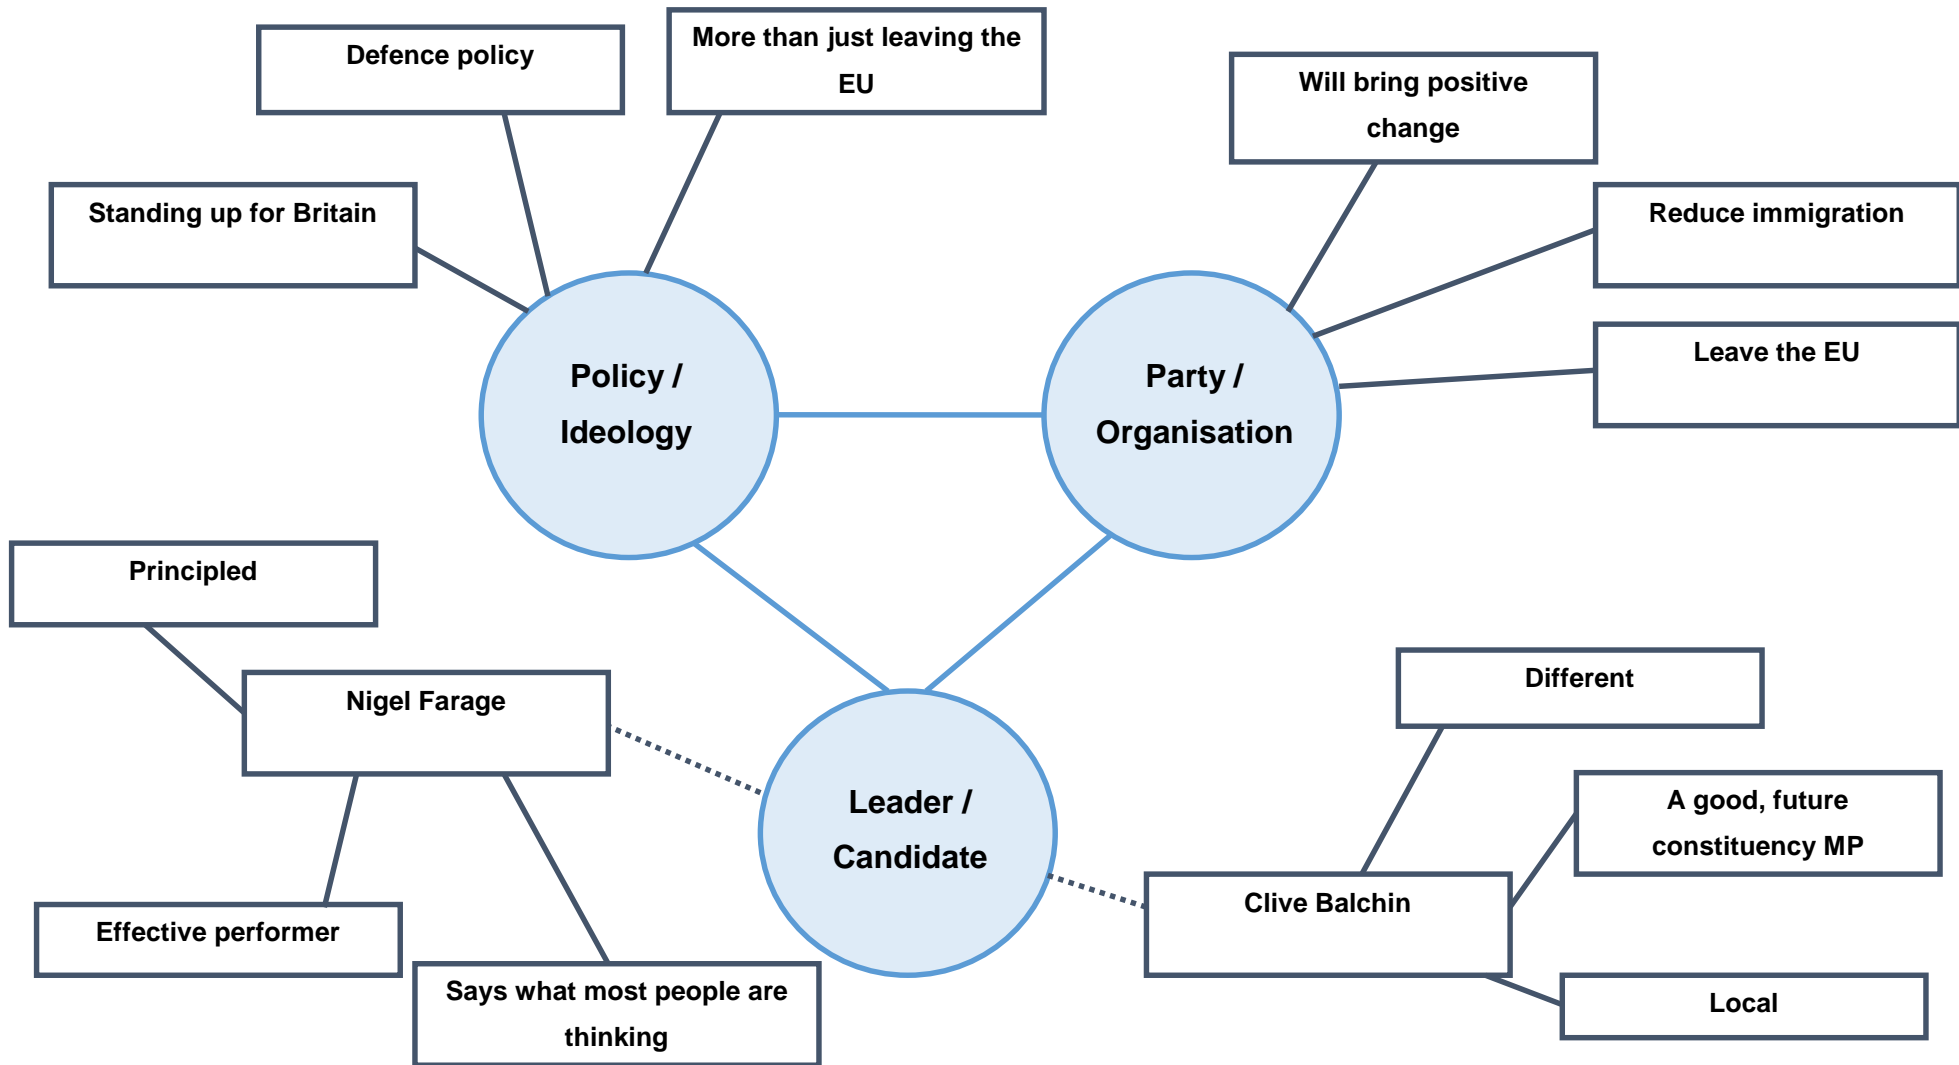 Defence policy
More than just leaving the
EU
Will bring positive
change
Standing up for Britain
Reduce immigration
Leave the EU
Policy /
Ideology
Party /
Organisation
Principled
Nigel Farage
Different
Leader /
Candidate
A good, future
constituency MP
Clive Balchin
Effective performer
Says what most people are
thinking
Local